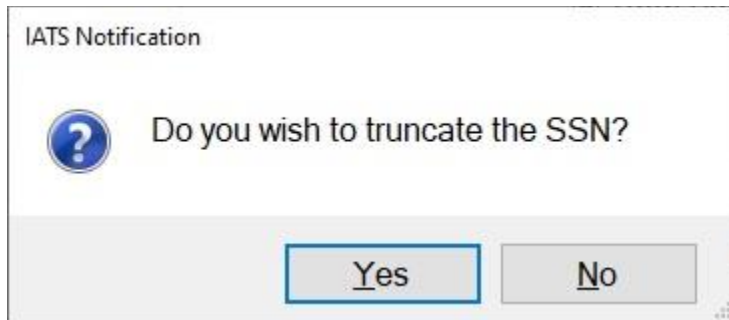 IATS Notification
Do you wish to truncate the SSN?
Yes
No